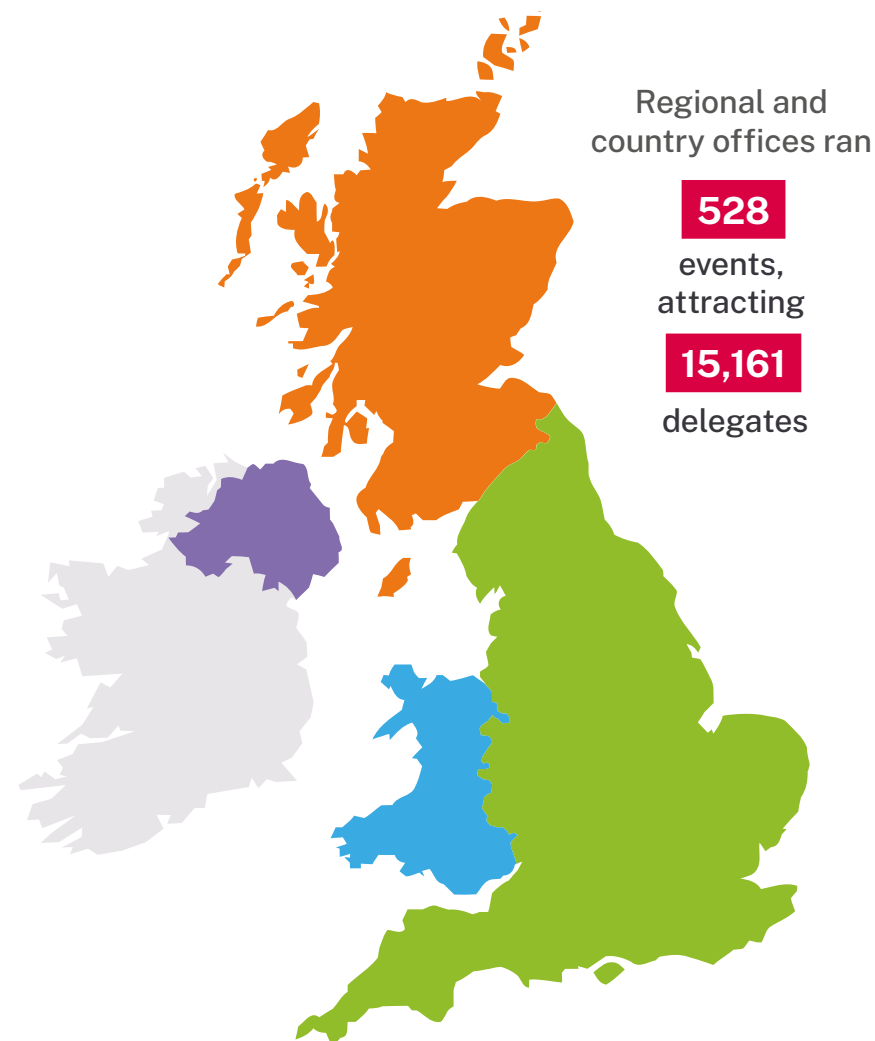 Regional and
country offices ran
528
events,
attracting
15,161
delegates